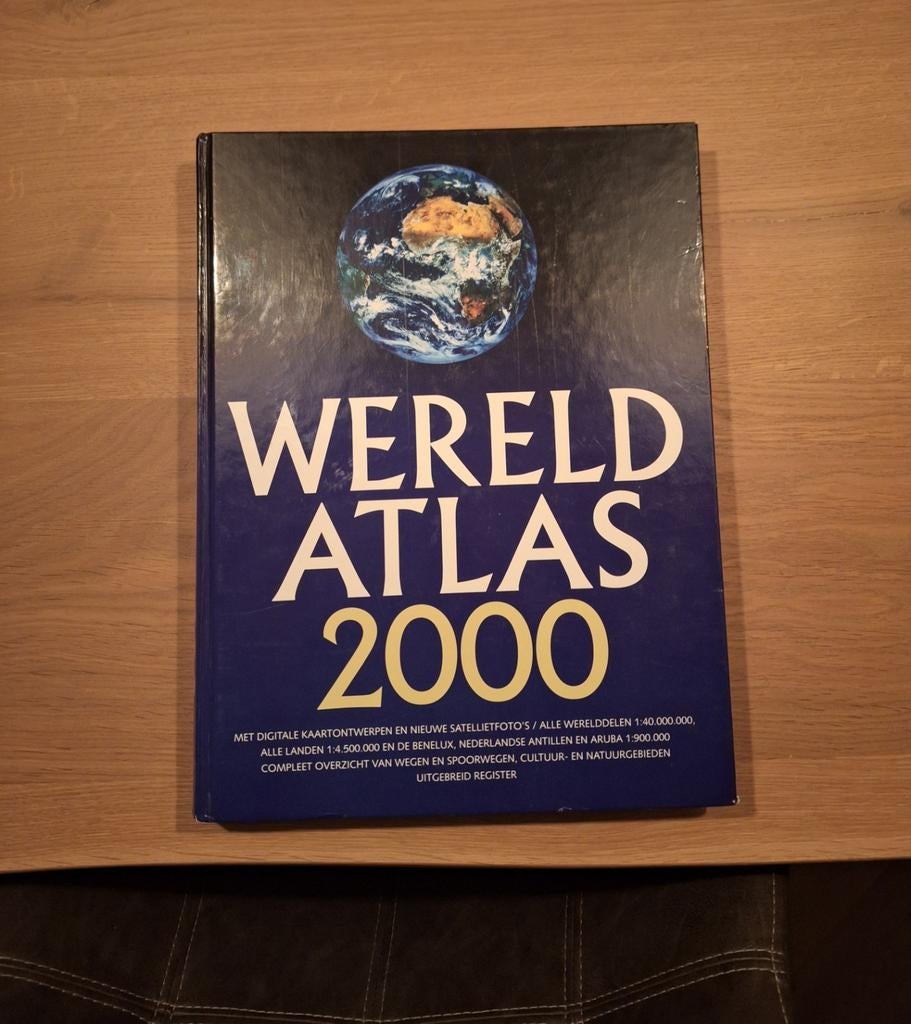 WERELD
ATLAS
2000
MET DIGITALE KAARTONTWERPEN EN NIEUWE SATELLIETFOTO'S / ALLE WERELDDELEN 1:40.000.000,
ALLE LANDEN 1:4.500.000 EN DE BENELUX, NEDERLANDSE ANTILLEN EN ARUBA 1:900.000
COMPLEET OVERZICHT VAN WEGEN EN SPOORWEGEN, CULTUUR- EN NATUURGEBIEDEN
UITGEBREID REGISTER